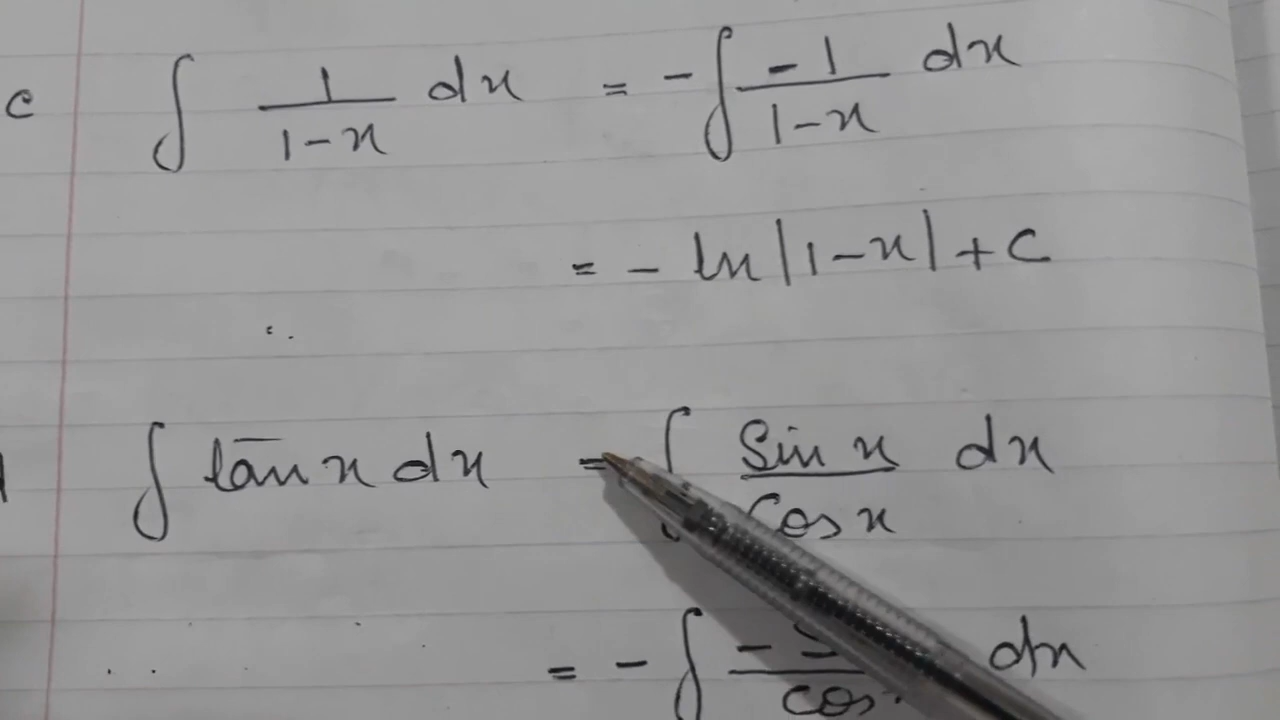 c ∫ 1/(1-x) dx = -∫ -1/(1-x) dx
= - ln|1-x| + C
∫ tan x dx = ∫ Sin x/Cos x dx
= - ∫ dx